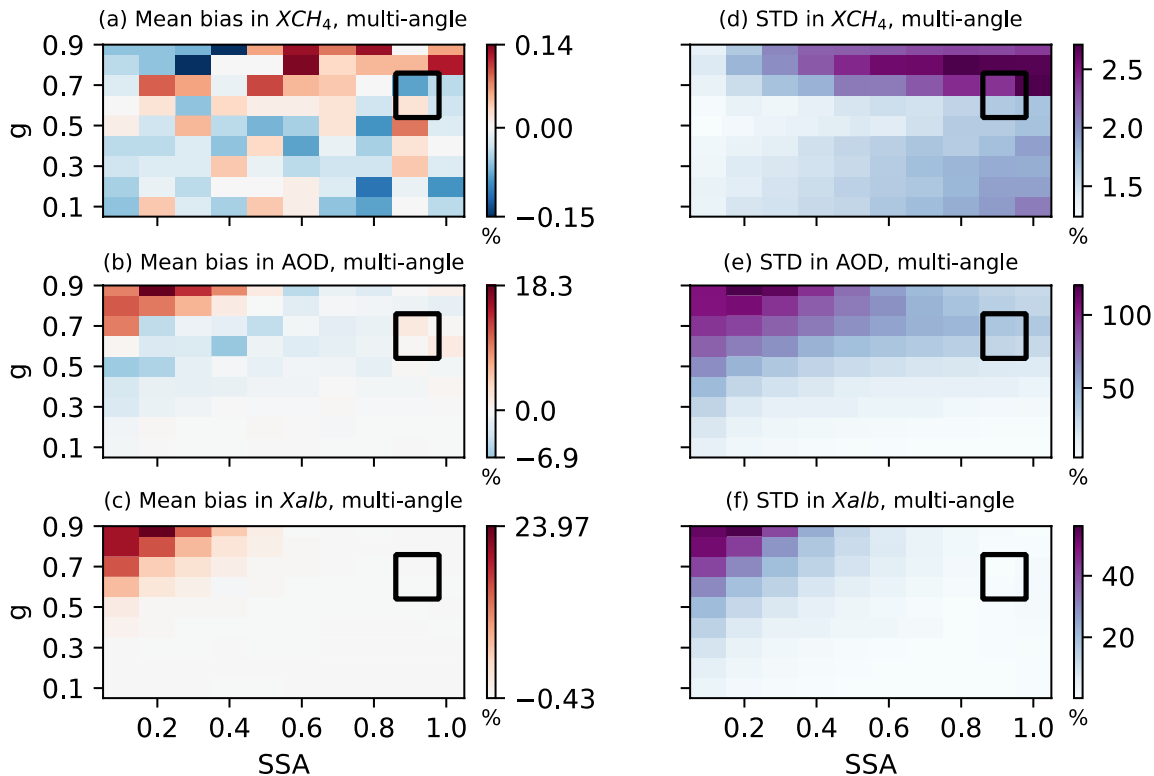 (a) Mean bias in XCH₄, multi-angle
0.9
0.7
0.5
0.3
0.1
g
0.14
0.00
−0.15
%
(d) STD in XCH₄, multi-angle
2.5
2.0
1.5
%
(b) Mean bias in AOD, multi-angle
0.9
0.7
0.5
0.3
0.1
g
18.3
0.0
−6.9
%
(e) STD in AOD, multi-angle
100
50
%
(c) Mean bias in Xalb, multi-angle
0.9
0.7
0.5
0.3
0.1
g
0.2 0.4 0.6 0.8 1.0
SSA
23.97
−0.43
%
(f) STD in Xalb, multi-angle
0.2 0.4 0.6 0.8 1.0
SSA
40
20
%